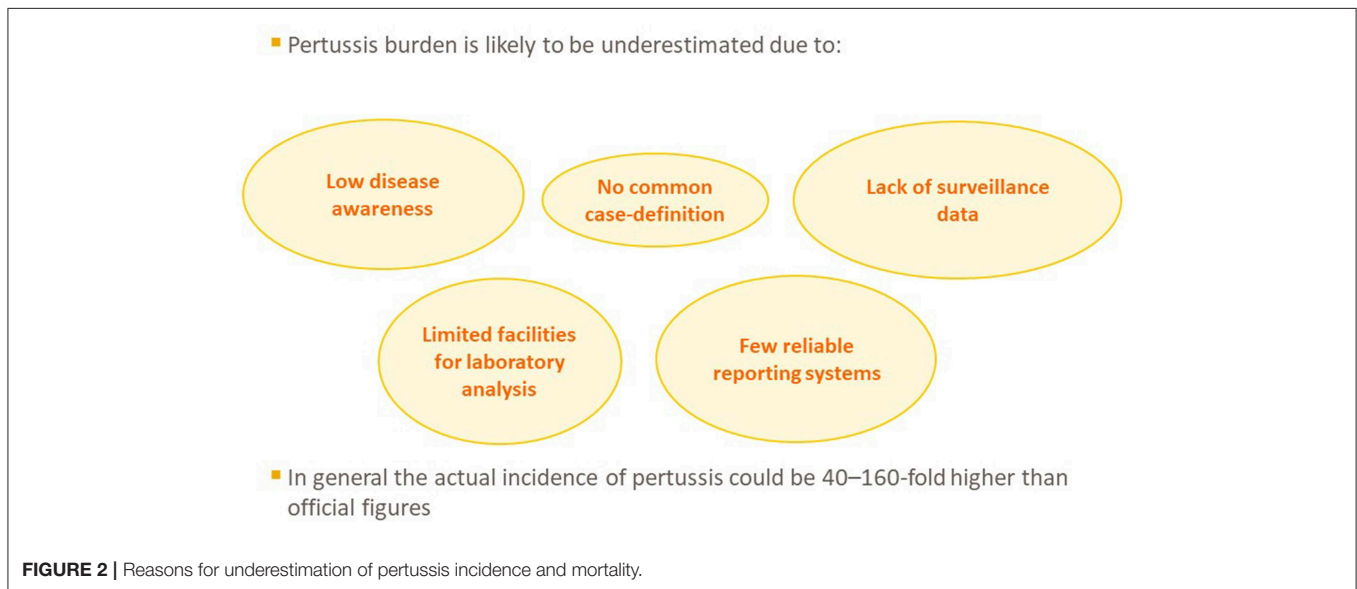 ▪ Pertussis burden is likely to be underestimated due to:
Low disease
awareness
No common
case-definition
Lack of surveillance
data
Limited facilities
for laboratory
analysis
Few reliable
reporting systems
▪ In general the actual incidence of pertussis could be 40–160-fold higher than
official figures
FIGURE 2 | Reasons for underestimation of pertussis incidence and mortality.